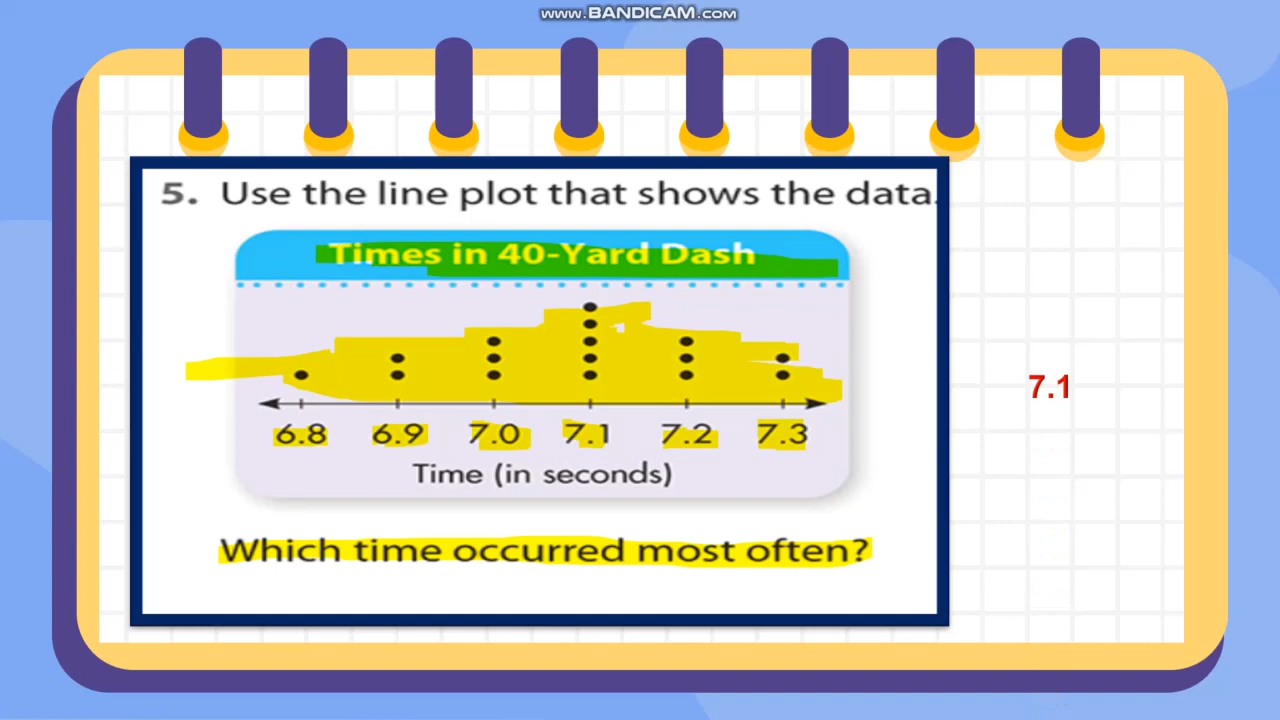 www.BANDICAM.com
5. Use the line plot that shows the data.
Times in 40-Yard Dash
6.8 6.9 7.0 7.1 7.2 7.3
Time (in seconds)
Which time occurred most often?
7.1